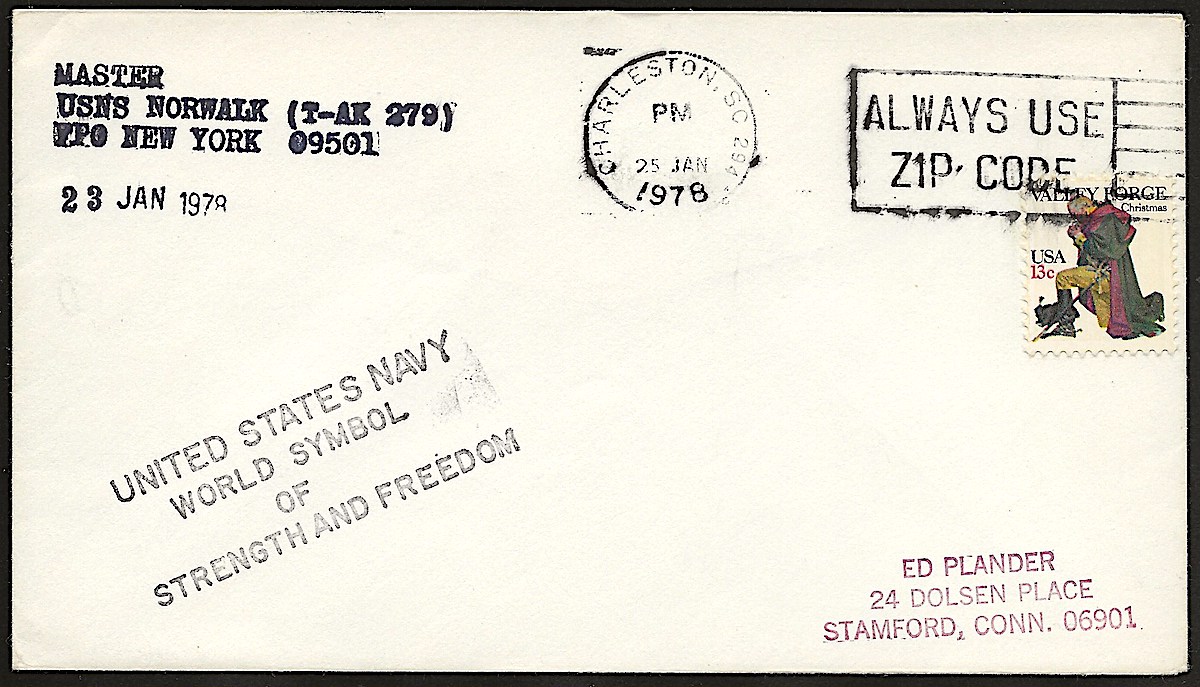 MASTER
USNS NORWALK (T-AK 279)
FPO NEW YORK 09501
23 JAN 1978
CHARLESTON, SC 294
PM
25 JAN
1978
ALWAYS USE
ZIP CODE
VALLEY FORGE
Christmas
USA
13c
UNITED STATES NAVY
WORLD SYMBOL
OF
STRENGTH AND FREEDOM
ED PLANDER
24 DOLSEN PLACE
STAMFORD, CONN. 06901